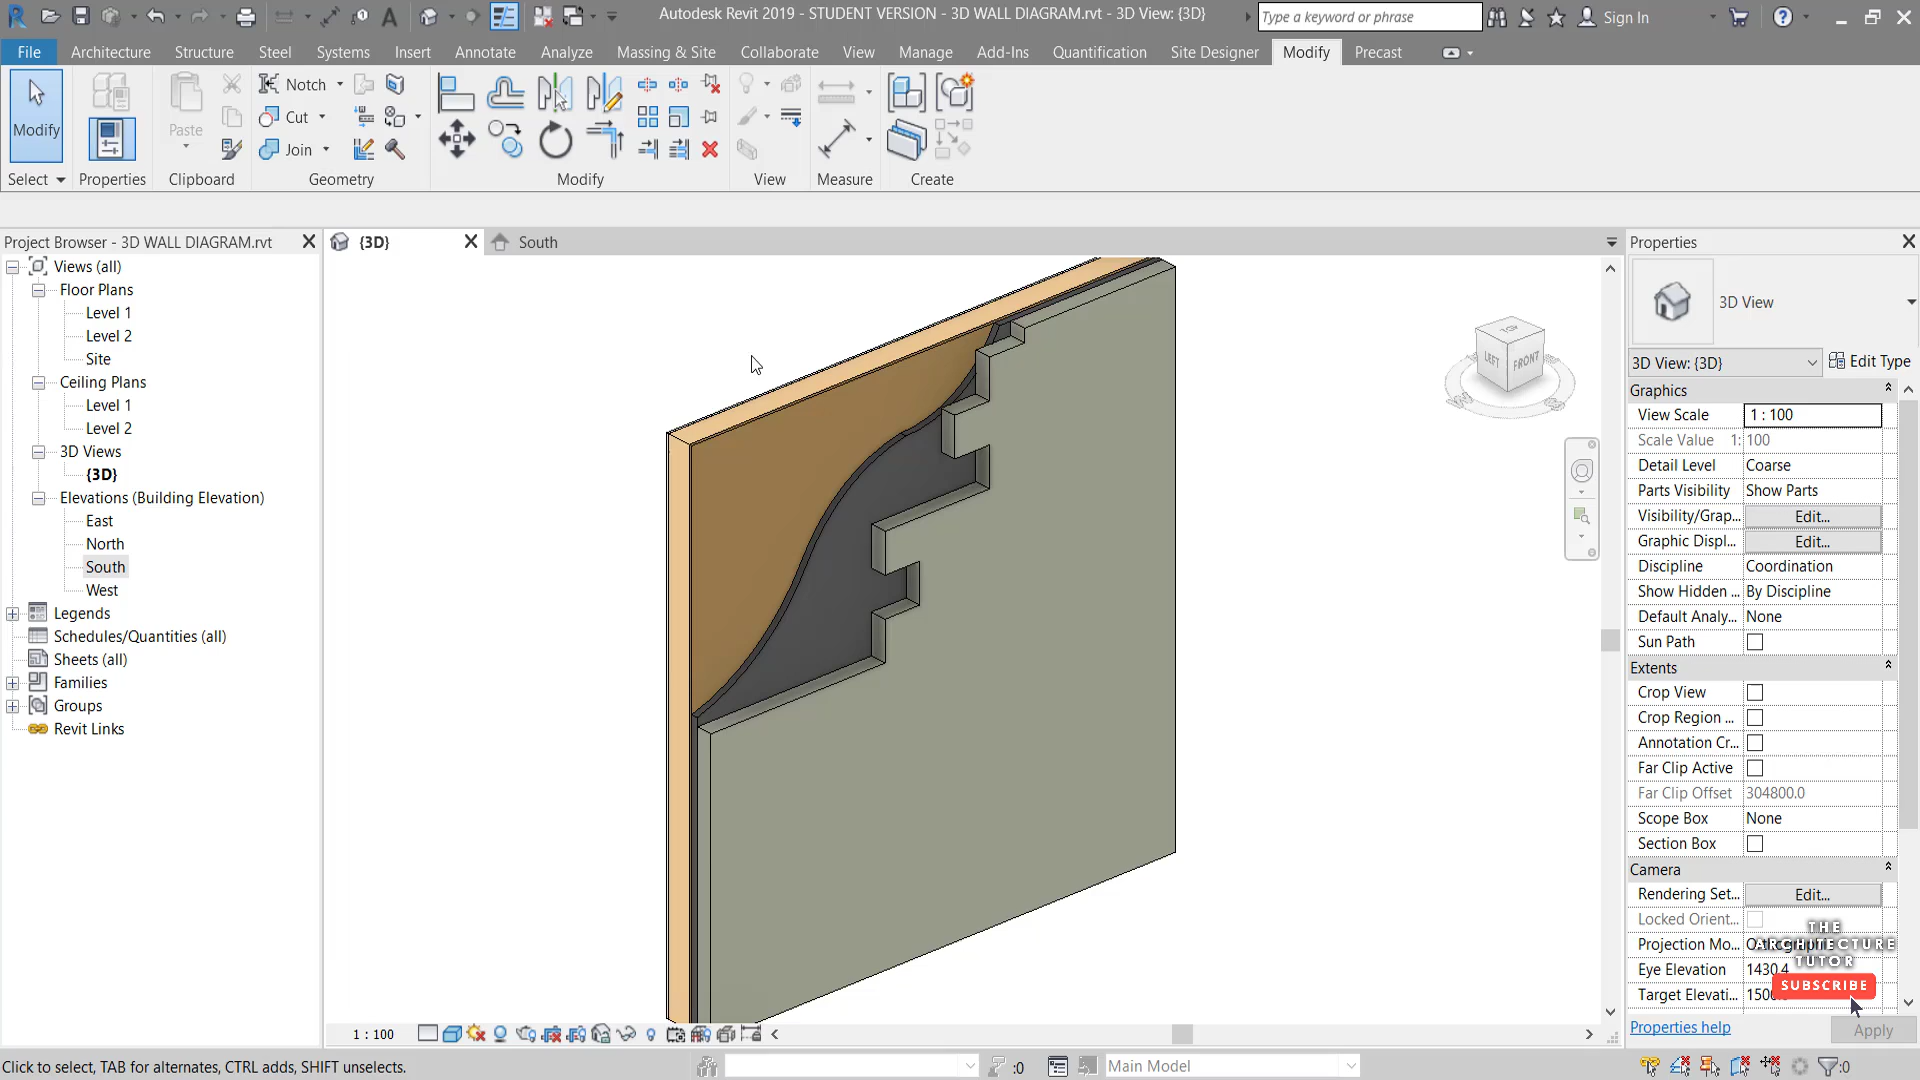 Autodesk Revit 2019 - STUDENT VERSION - 3D WALL DIAGRAM.rvt - 3D View: {3D}
Type a keyword or phrase
Sign In
File Architecture Structure Steel Systems Insert Annotate Analyze Massing & Site Collaborate View Manage Add-Ins Quantification Site Designer Modify Precast
Modify
Paste
Notch
Cut
Join
Select Properties Clipboard Geometry Modify View Measure Create
Project Browser - 3D WALL DIAGRAM.rvt
{3D}
South
Properties
Views (all)
Floor Plans
Level 1
Level 2
Site
Ceiling Plans
Level 1
Level 2
3D Views
{3D}
Elevations (Building Elevation)
East
North
South
West
Legends
Schedules/Quantities (all)
Sheets (all)
Families
Groups
Revit Links
LEFT
FRONT
3D View
3D View: {3D}
Edit Type
Graphics
View Scale 1 : 100
Scale Value 1: 100
Detail Level Coarse
Parts Visibility Show Parts
Visibility/Grap... Edit...
Graphic Displ... Edit...
Discipline Coordination
Show Hidden ... By Discipline
Default Analy... None
Sun Path
Extents
Crop View
Crop Region ...
Annotation Cr...
Far Clip Active
Far Clip Offset 304800.0
Scope Box None
Section Box
Camera
Rendering Set... Edit...
Locked Orient...
Projection Mo...
Eye Elevation 1430.4
Target Elevati...
THE
ARCHITECTURE
TUTOR
SUBSCRIBE
Properties help
Apply
1 : 100
Click to select, TAB for alternates, CTRL adds, SHIFT unselects.
:0
Main Model
:0